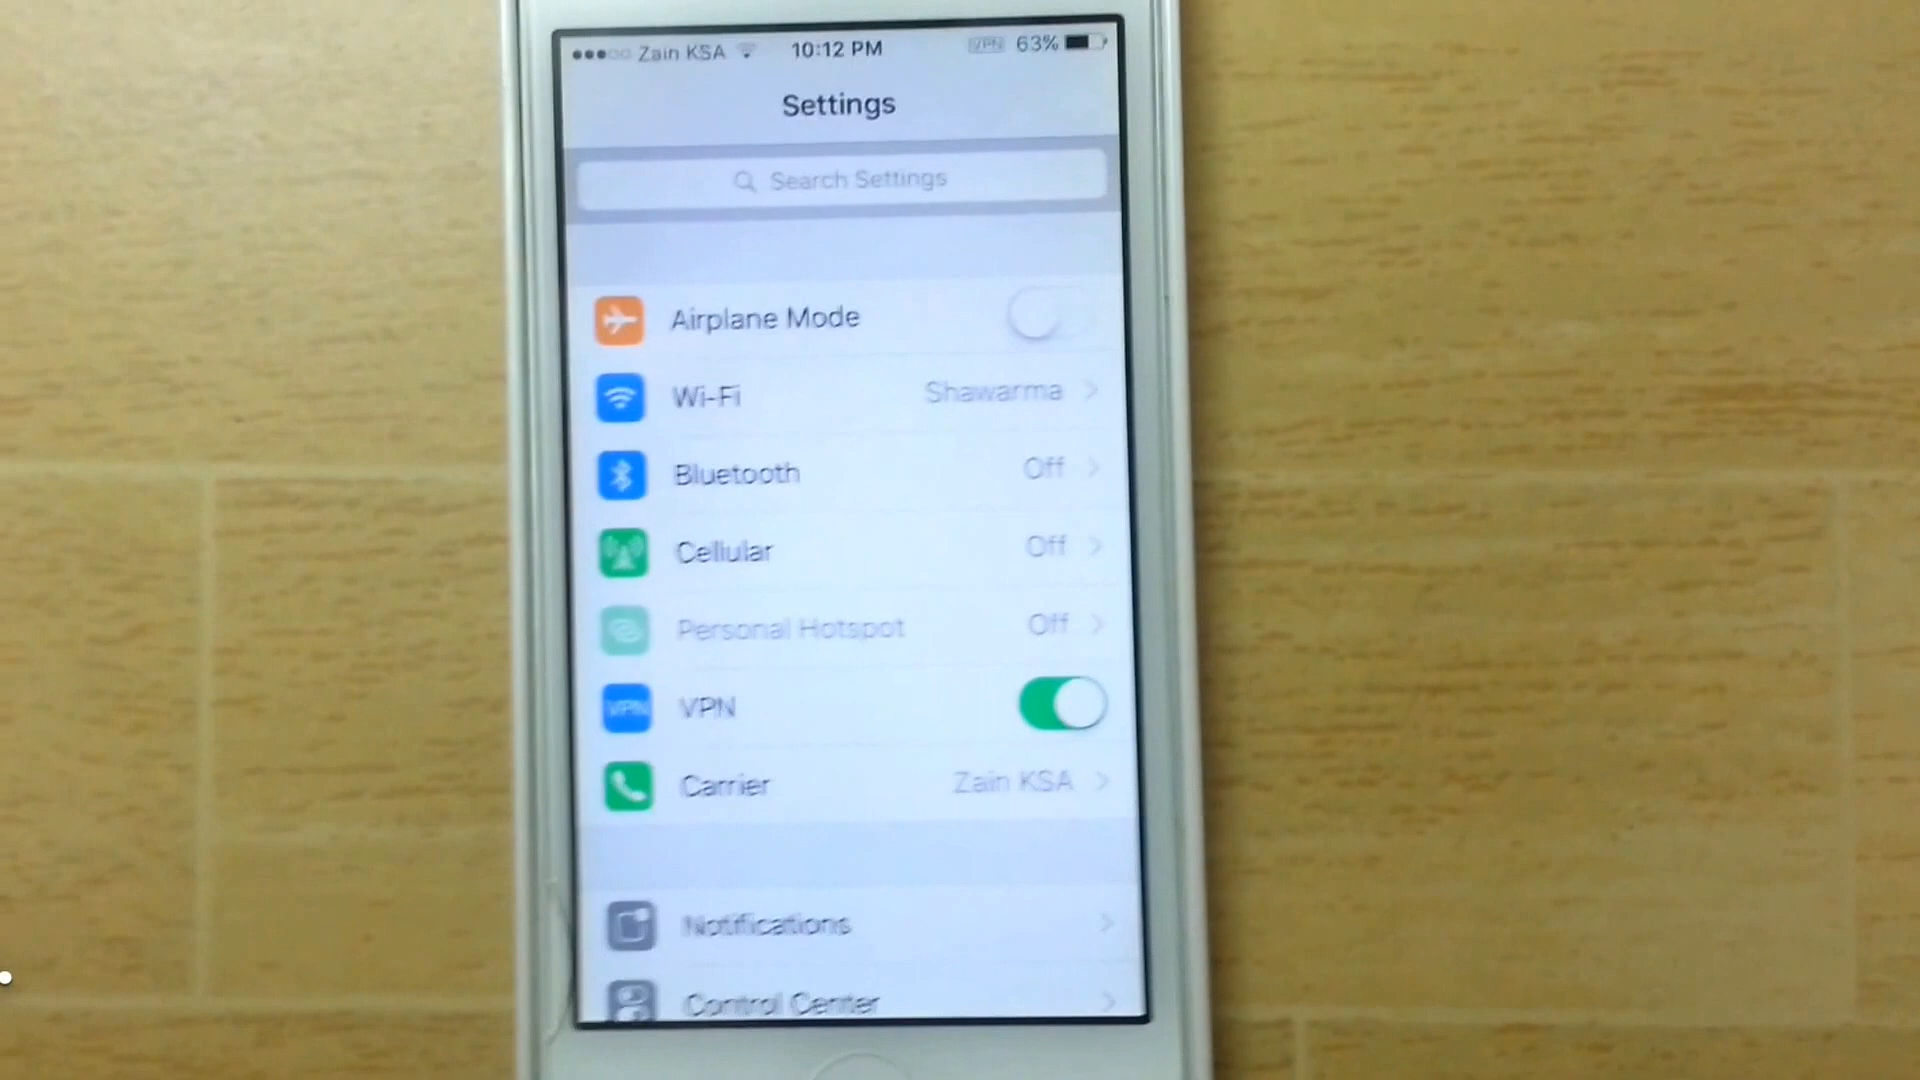 Zain KSA 10:12 PM VPN 63%
Settings
Search Settings
Airplane Mode
Wi-Fi Shawarma
Bluetooth Off
Cellular Off
Personal Hotspot Off
VPN VPN
Carrier Zain KSA
Notifications
Control Center